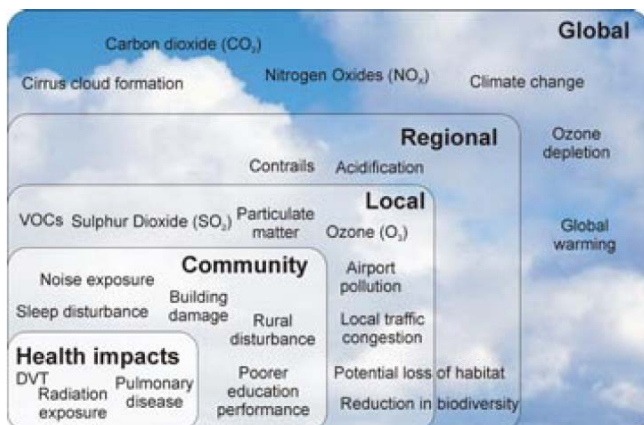 Global
Carbon dioxide (CO₂)
Cirrus cloud formation
Nitrogen Oxides (NOₓ)
Climate change
Regional
Ozone
depletion
Contrails
Acidification
Local
VOCs
Sulphur Dioxide (SO₂)
Particulate
matter
Ozone (O₃)
Global
warming
Community
Noise exposure
Sleep disturbance
Building
damage
Rural
disturbance
Airport
pollution
Local traffic
congestion
Health impacts
DVT
Radiation
exposure
Pulmonary
disease
Poorer
education
performance
Potential loss of habitat
Reduction in biodiversity